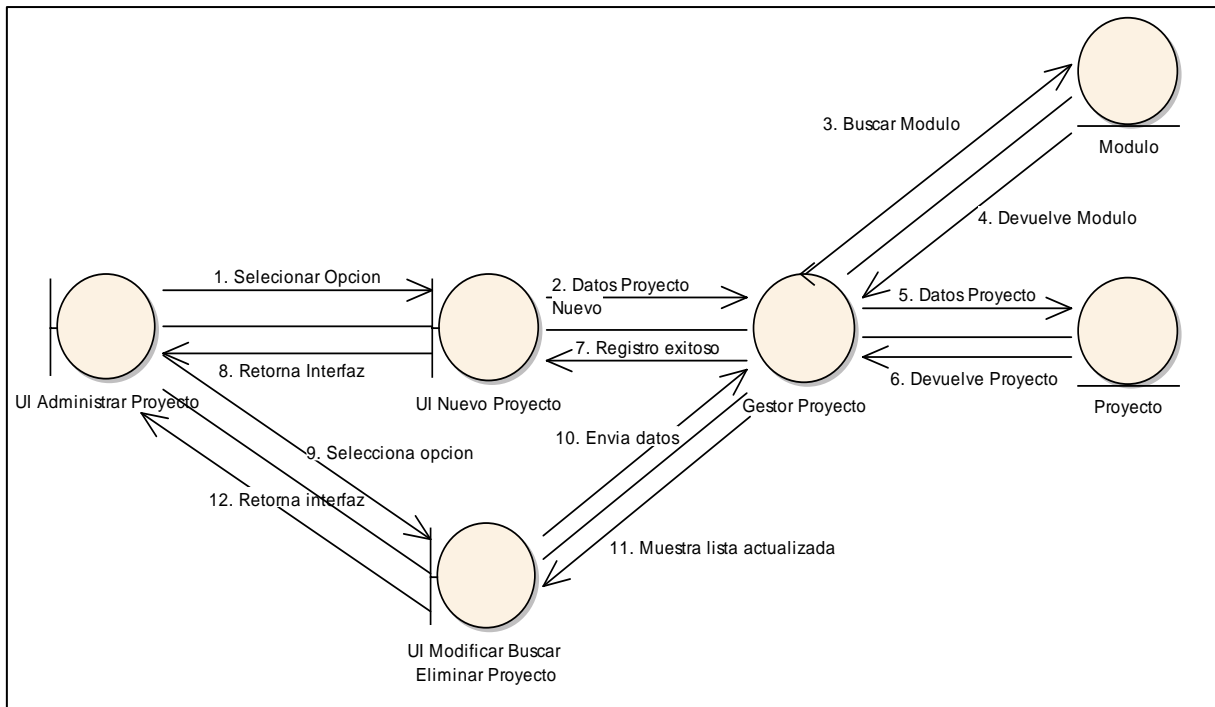 3. Buscar Modulo
Modulo
4. Devuelve Modulo
1. Selecionar Opcion
2. Datos Proyecto
Nuevo
5. Datos Proyecto
7. Registro exitoso
8. Retorna Interfaz
6. Devuelve Proyecto
UI Administrar Proyecto
UI Nuevo Proyecto
Gestor Proyecto
Proyecto
10. Envia datos
9. Selecciona opcion
12. Retorna interfaz
11. Muestra lista actualizada
UI Modificar Buscar
Eliminar Proyecto